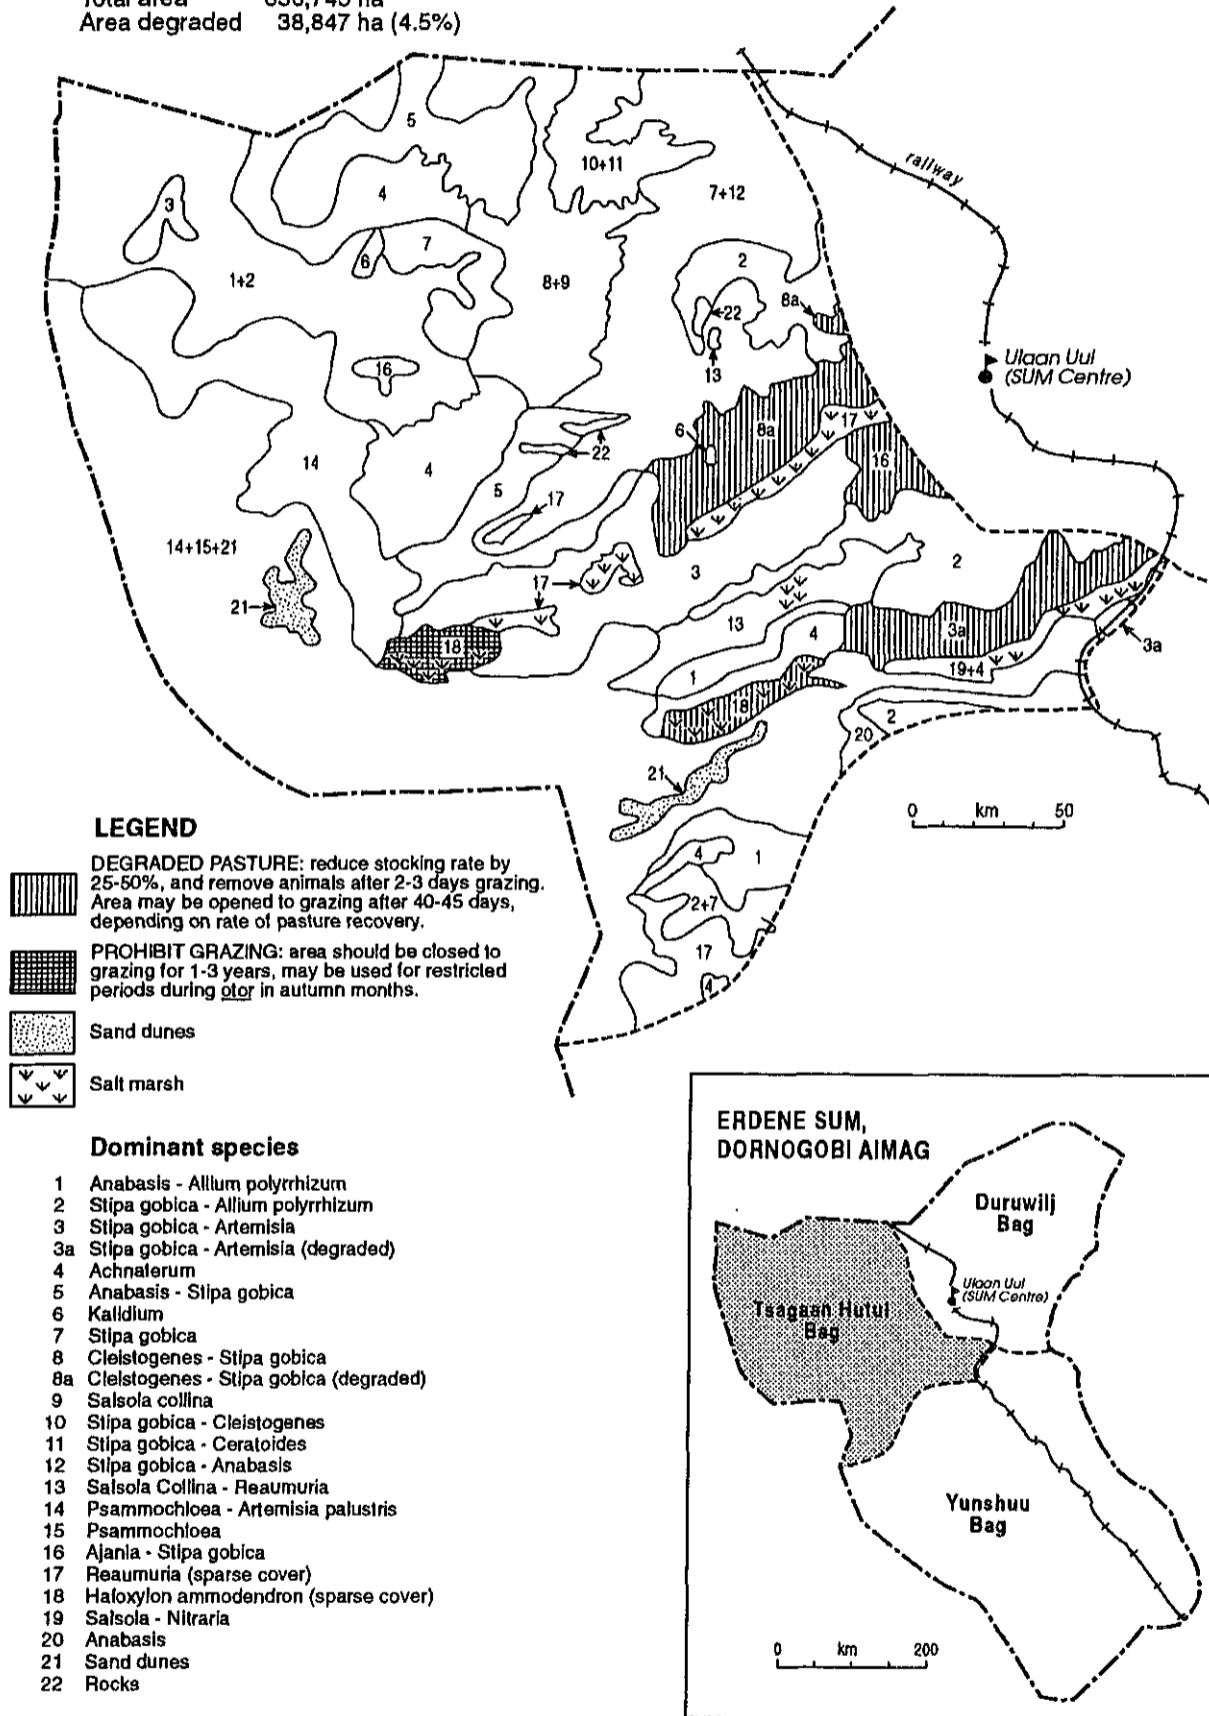 Area degraded 38,847 ha (4.5%)
5
10+11
railway
3
4
7+12
7
6
2
1+2
8+9
8a
22
13
Ulaan Uul
(SUM Centre)
16
6
8a
17
22
16
14
4
5
17
14+15+21
3
2
17
21
13
4
3a
3a
18
19+4
1
18
2
20
21
0 km 50
4
1
2+7
17
4
LEGEND
DEGRADED PASTURE: reduce stocking rate by
25-50%, and remove animals after 2-3 days grazing.
Area may be opened to grazing after 40-45 days,
depending on rate of pasture recovery.
PROHIBIT GRAZING: area should be closed to
grazing for 1-3 years, may be used for restricted
periods during otor in autumn months.
Sand dunes
Salt marsh
Dominant species
1 Anabasis - Allium polyrrhizum
2 Stipa gobica - Allium polyrrhizum
3 Stipa gobica - Artemisia
3a Stipa gobica - Artemisia (degraded)
4 Achnaterum
5 Anabasis - Stipa gobica
6 Kalidium
7 Stipa gobica
8 Cleistogenes - Stipa gobica
8a Cleistogenes - Stipa gobica (degraded)
9 Salsola collina
10 Stipa gobica - Cleistogenes
11 Stipa gobica - Ceratoides
12 Stipa gobica - Anabasis
13 Salsola Collina - Reaumuria
14 Psammochloea - Artemisia palustris
15 Psammochloea
16 Ajania - Stipa gobica
17 Reaumuria (sparse cover)
18 Haloxylon ammodendron (sparse cover)
19 Salsola - Nitraria
20 Anabasis
21 Sand dunes
22 Rocks
ERDENE SUM,
DORNOGOBI AIMAG
Duruwilj
Bag
Ulaan Uul
(SUM Centre)
Tsagaan Hutul
Bag
Yunshuu
Bag
0 km 200